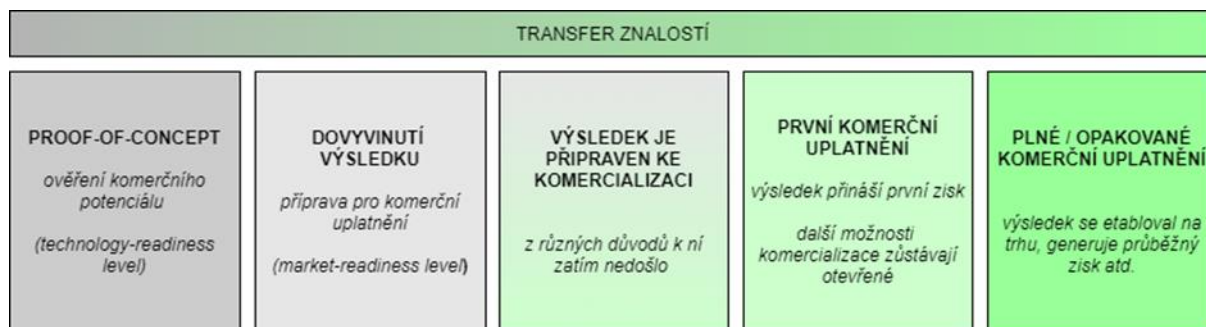 TRANSFER ZNALOSTÍ
PROOF-OF-CONCEPT
ověření komerčního
potenciálu
(technology-readiness
level)
DOVYVINUTÍ
VÝSLEDKU
příprava pro komerční
uplatnění
(market-readiness level)
VÝSLEDEK JE
PŘIPRAVEN KE
KOMERCIALIZACI
z různých důvodů k ní
zatím nedošlo
PRVNÍ KOMERČNÍ
UPLATNĚNÍ
výsledek přináší první zisk
další možnosti
komercializace zůstávají
otevřené
PLNÉ / OPAKOVANÉ
KOMERČNÍ UPLATNĚNÍ
výsledek se etabloval na
trhu, generuje průběžný
zisk atd.